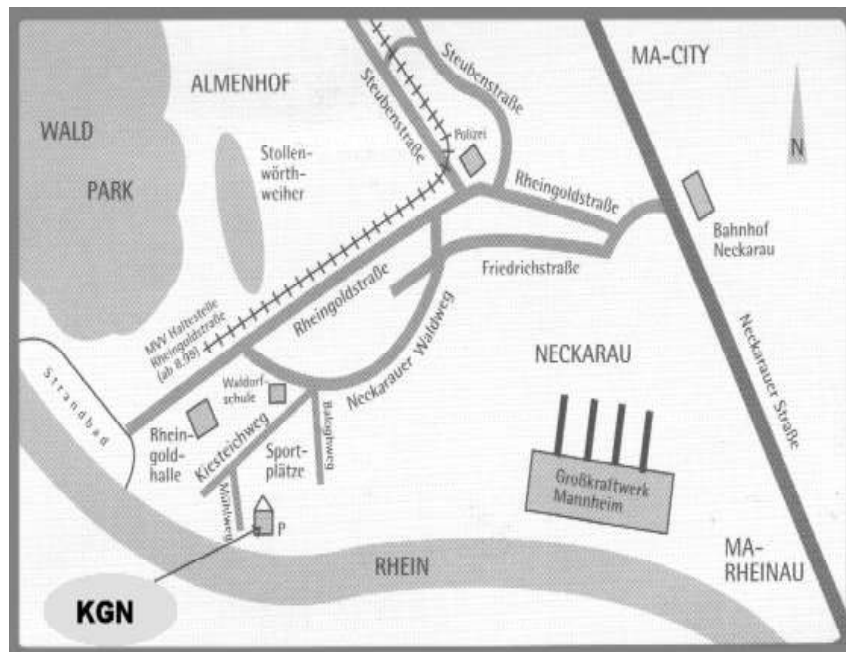 MA-CITY
ALMENHOF
Steubenstraße
Steubenstraße
WALD
PARK
Polizei
Stollen-
wörth-
weiher
N
Rheingoldstraße
Bahnhof
Neckarau
Friedrichstraße
Rheingoldstraße
MVV Haltestelle
Rheingoldstraße
(ab 8.99)
Neckarauer Waldweg
NECKARAU
Neckarauer Straße
Strandbad
Waldorf-
schule
Rhein-
gold-
halle
Kiesteichweg
Baloghweg
Sport-
plätze
Mühlweg
P
Großkraftwerk
Mannheim
MA-
RHEINAU
RHEIN
KGN